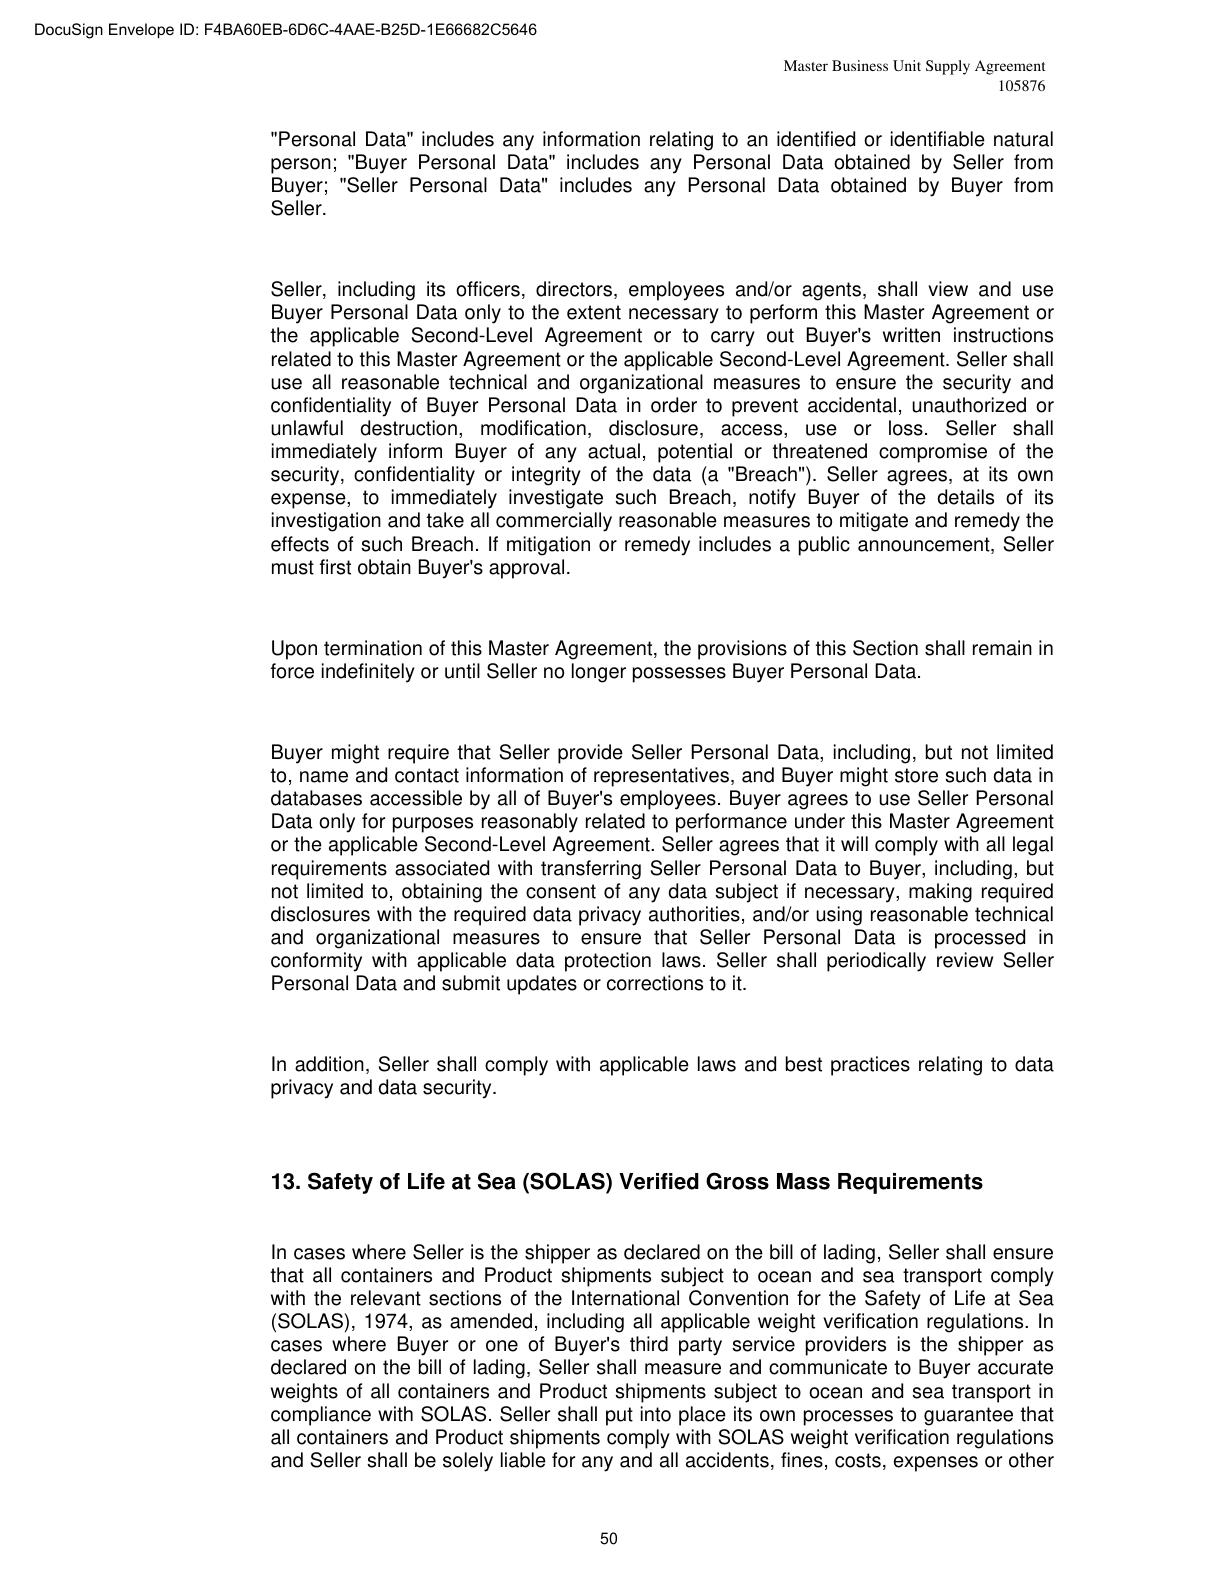 DocuSign Envelope ID: F4BA60EB-6D6C-4AAE-B25D-1E66682C5646
Master Business Unit Supply Agreement
105876
"Personal Data" includes any information relating to an identified or identifiable natural
person; "Buyer Personal Data" includes any Personal Data obtained by Seller from
Buyer; "Seller Personal Data" includes any Personal Data obtained by Buyer from
Seller.
Seller, including its officers, directors, employees and/or agents, shall view and use
Buyer Personal Data only to the extent necessary to perform this Master Agreement or
the applicable Second-Level Agreement or to carry out Buyer's written instructions
related to this Master Agreement or the applicable Second-Level Agreement. Seller shall
use all reasonable technical and organizational measures to ensure the security and
confidentiality of Buyer Personal Data in order to prevent accidental, unauthorized or
unlawful destruction, modification, disclosure, access, use or loss. Seller shall
immediately inform Buyer of any actual, potential or threatened compromise of the
security, confidentiality or integrity of the data (a "Breach"). Seller agrees, at its own
expense, to immediately investigate such Breach, notify Buyer of the details of its
investigation and take all commercially reasonable measures to mitigate and remedy the
effects of such Breach. If mitigation or remedy includes a public announcement, Seller
must first obtain Buyer's approval.
Upon termination of this Master Agreement, the provisions of this Section shall remain in
force indefinitely or until Seller no longer possesses Buyer Personal Data.
Buyer might require that Seller provide Seller Personal Data, including, but not limited
to, name and contact information of representatives, and Buyer might store such data in
databases accessible by all of Buyer's employees. Buyer agrees to use Seller Personal
Data only for purposes reasonably related to performance under this Master Agreement
or the applicable Second-Level Agreement. Seller agrees that it will comply with all legal
requirements associated with transferring Seller Personal Data to Buyer, including, but
not limited to, obtaining the consent of any data subject if necessary, making required
disclosures with the required data privacy authorities, and/or using reasonable technical
and organizational measures to ensure that Seller Personal Data is processed in
conformity with applicable data protection laws. Seller shall periodically review Seller
Personal Data and submit updates or corrections to it.
In addition, Seller shall comply with applicable laws and best practices relating to data
privacy and data security.
13. Safety of Life at Sea (SOLAS) Verified Gross Mass Requirements
In cases where Seller is the shipper as declared on the bill of lading, Seller shall ensure
that all containers and Product shipments subject to ocean and sea transport comply
with the relevant sections of the International Convention for the Safety of Life at Sea
(SOLAS), 1974, as amended, including all applicable weight verification regulations. In
cases where Buyer or one of Buyer's third party service providers is the shipper as
declared on the bill of lading, Seller shall measure and communicate to Buyer accurate
weights of all containers and Product shipments subject to ocean and sea transport in
compliance with SOLAS. Seller shall put into place its own processes to guarantee that
all containers and Product shipments comply with SOLAS weight verification regulations
and Seller shall be solely liable for any and all accidents, fines, costs, expenses or other
50